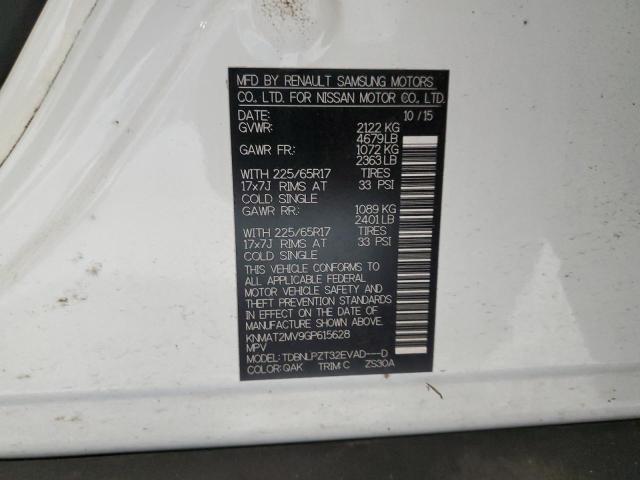 MFD BY RENAULT SAMSUNG MOTORS
CO., LTD. FOR NISSAN MOTOR CO., LTD.
DATE: 10/15
GVWR: 2122 KG
4679LB
GAWR FR: 1072 KG
2363LB
WITH 225/65R17 TIRES
17x7J RIMS AT 33 PSI
COLD SINGLE
GAWR RR: 1089 KG
2401LB
WITH 225/65R17 TIRES
17x7J RIMS AT 33 PSI
COLD SINGLE
THIS VEHICLE CONFORMS TO
ALL APPLICABLE FEDERAL
MOTOR VEHICLE SAFETY AND
THEFT PREVENTION STANDARDS
IN EFFECT ON THE DATE OF
MANUFACTURE SHOWN ABOVE.
KNMAT2MV9GP615628
MPV
MODEL: TDBNLPZT32EVAD---D
COLOR: QAK TRIM: C ZS30A